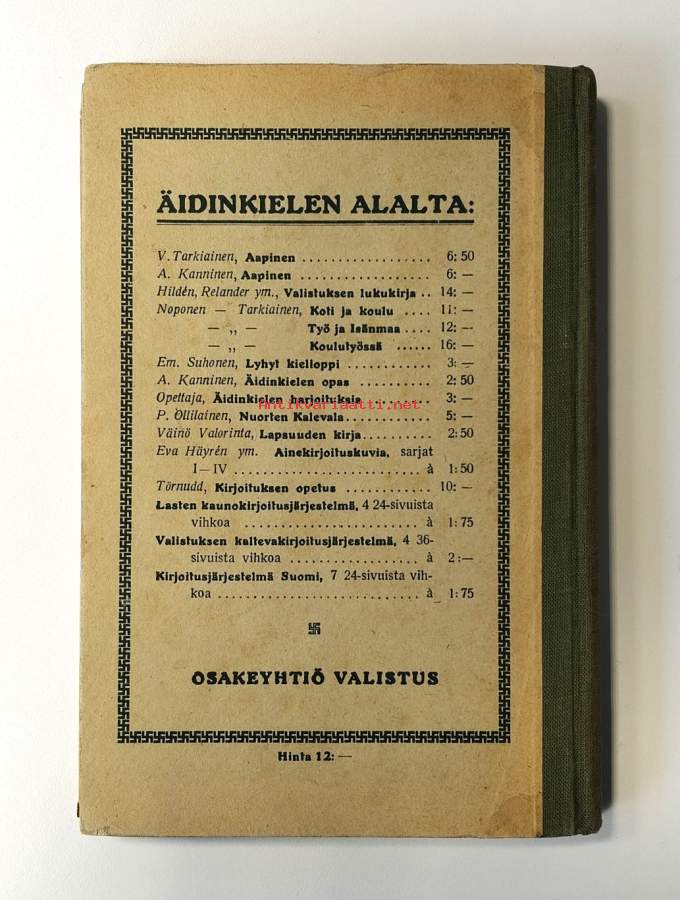 ÄIDINKIELEN ALALTA:
V. Tarkiainen, Aapinen .................. 6: 50
A. Kanninen, Aapinen .................. 6: —
Hildén, Relander ym., Valistuksen lukukirja .. 14: —
Noponen — Tarkiainen, Koti ja koulu .... 11: —
— „ — Työ ja Isänmaa .... 12: —
— „ — Koulutyössä ...... 16: —
Em. Suhonen, Lyhyt kielioppi ............ 3: —
A. Kanninen, Äidinkielen opas .......... 2: 50
Opettaja, Äidinkielen harjoituksia ........ 3: —
Antikvariaatti.net
P. Ollilainen, Nuorten Kalevala............ 5: —
Väinö Valorinta, Lapsuuden kirja.......... 2: 50
Eva Häyrén ym. Ainekirjoituskuvia, sarjat
I—IV .......................... à 1: 50
Törnudd, Kirjoituksen opetus ............ 10: —
Lasten kaunokirjoitusjärjestelmä, 4 24-sivuista
vihkoa ........................ à 1: 75
Valistuksen kaltevakirjoitusjärjestelmä, 4 36-
sivuista vihkoa .................. à 2: —
Kirjoitusjärjestelmä Suomi, 7 24-sivuista vih-
koa ............................ à 1: 75
OSAKEYHTIÖ VALISTUS
Hinta 12: —